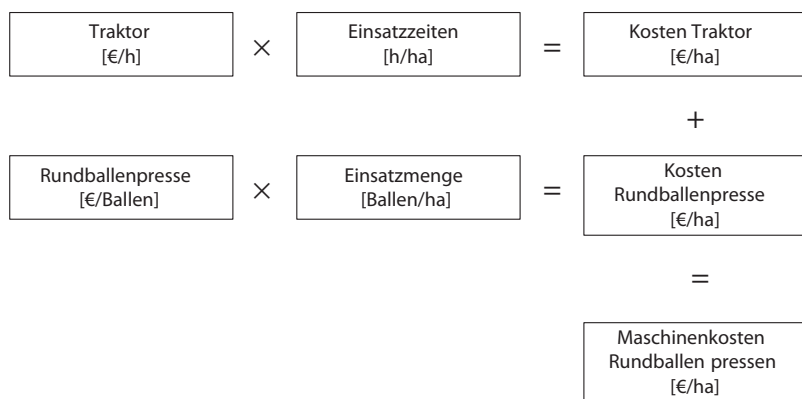 Traktor
[€/h]
×
Einsatzzeiten
[h/ha]
=
Kosten Traktor
[€/ha]
+
Rundballenpresse
[€/Ballen]
×
Einsatzmenge
[Ballen/ha]
=
Kosten
Rundballenpresse
[€/ha]
=
Maschinenkosten
Rundballen pressen
[€/ha]